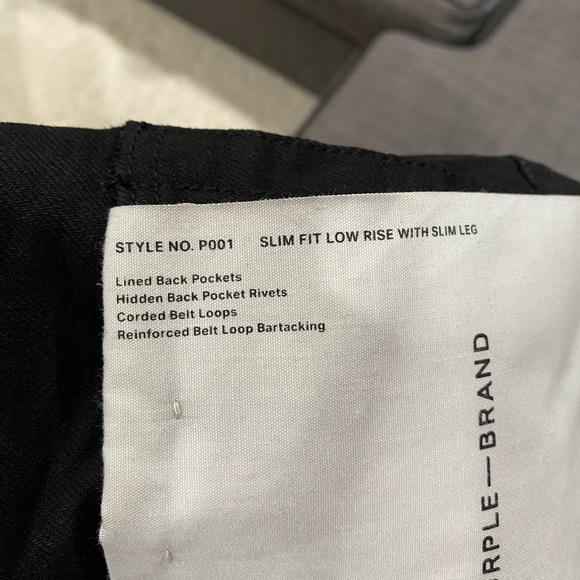 STYLE NO. P001 SLIM FIT LOW RISE WITH SLIM LEG
Lined Back Pockets
Hidden Back Pocket Rivets
Corded Belt Loops
Reinforced Belt Loop Bartacking
RPLE—BRAND